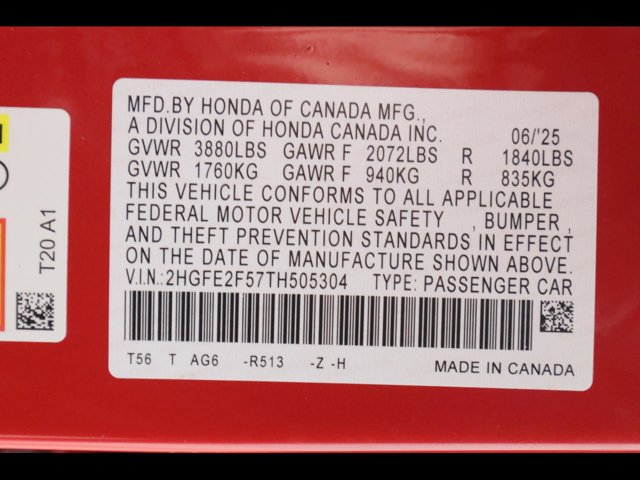 MFD.BY HONDA OF CANADA MFG.,
A DIVISION OF HONDA CANADA INC. 06/'25
GVWR 3880LBS GAWR F 2072LBS R 1840LBS
GVWR 1760KG GAWR F 940KG R 835KG
THIS VEHICLE CONFORMS TO ALL APPLICABLE
FEDERAL MOTOR VEHICLE SAFETY , BUMPER,
AND THEFT PREVENTION STANDARDS IN EFFECT
ON THE DATE OF MANUFACTURE SHOWN ABOVE.
V.I.N.:2HGFE2F57TH505304 TYPE: PASSENGER CAR
T56 T AG6 -R513 -Z -H MADE IN CANADA
T20 A1